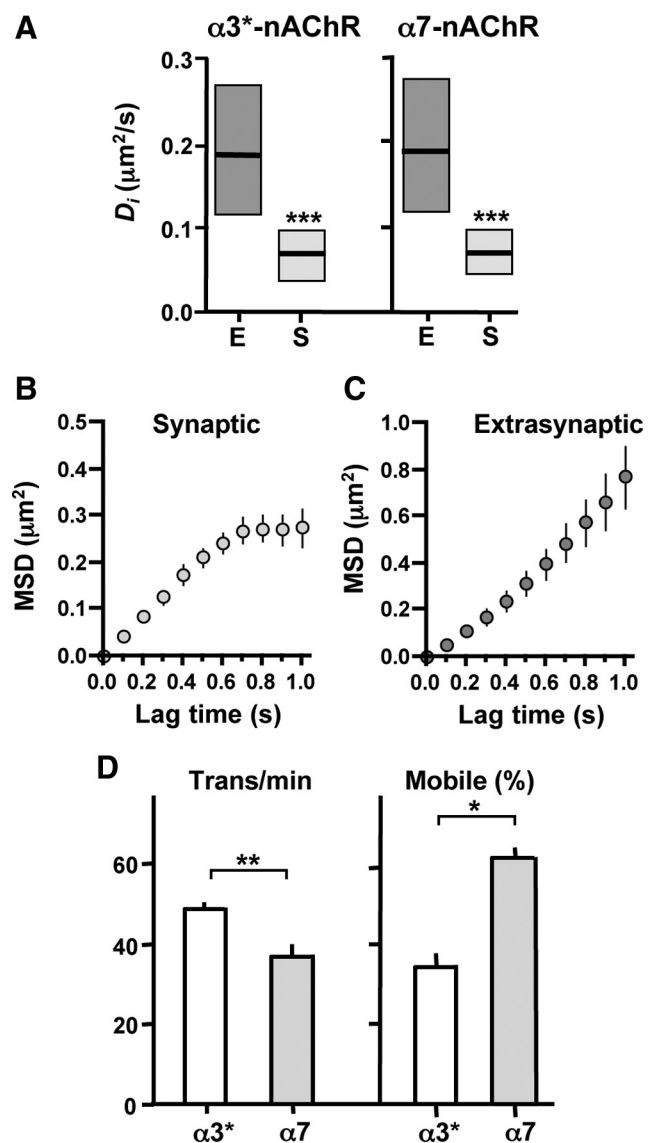 A
α3*-nAChR α7-nAChR
Di (μm²/s)
0.3
0.2
0.1
0.0
*** ***
E S E S
B
Synaptic
MSD (μm²)
0.5
0.4
0.3
0.2
0.1
0.0
0.0 0.2 0.4 0.6 0.8 1.0
Lag time (s)
C
Extrasynaptic
MSD (μm²)
1.0
0.8
0.6
0.4
0.2
0.0
0.0 0.2 0.4 0.6 0.8 1.0
Lag time (s)
D
Trans/min Mobile (%)
** *
60
40
20
0
α3* α7 α3* α7